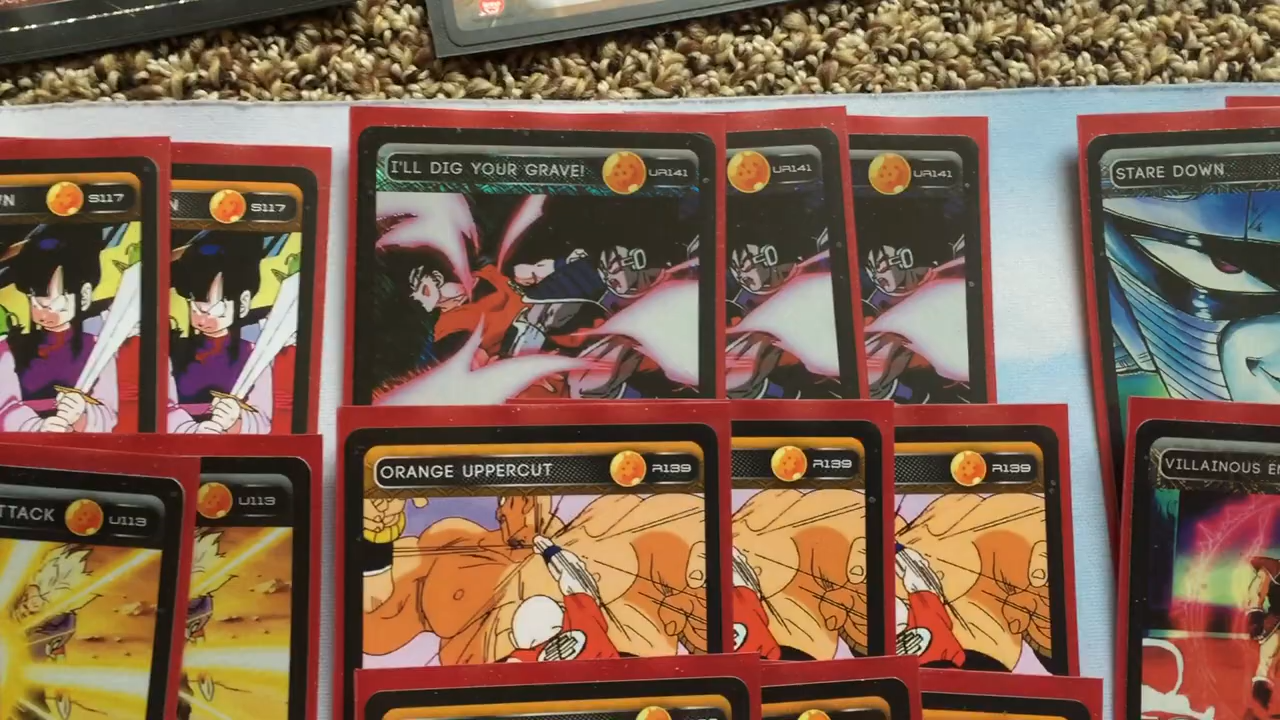 N S117
S117
I'LL DIG YOUR GRAVE! UR141
UR141
UR141
STARE DOWN
TTACK U113
U113
ORANGE UPPERCUT R139
R139
R139
VILLAINOUS